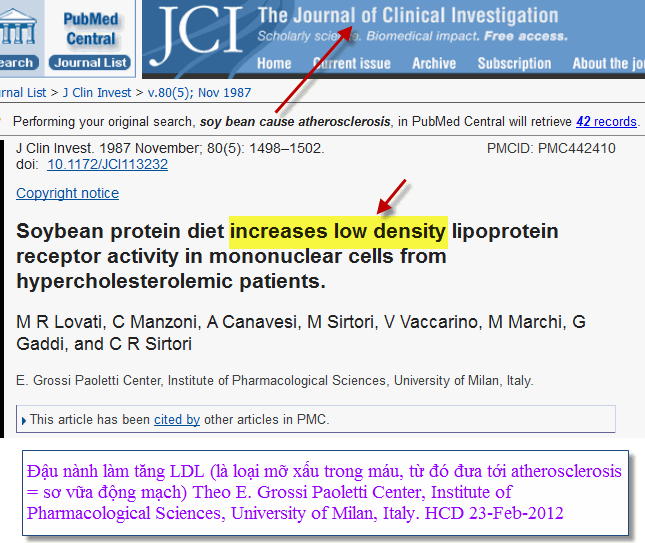 PubMed
Central
earch
Journal List
JCI
The Journal of Clinical Investigation
Scholarly science. Biomedical impact. Free access.
Home
Current issue
Archive
Subscription
About the jo
rnal List > J Clin Invest > v.80(5); Nov 1987
Performing your original search, soy bean cause atherosclerosis, in PubMed Central will retrieve 42 records.
J Clin Invest. 1987 November; 80(5): 1498–1502.
PMCID: PMC442410
doi: 10.1172/JCI113232
Copyright notice
Soybean protein diet increases low density lipoprotein
receptor activity in mononuclear cells from
hypercholesterolemic patients.
M R Lovati, C Manzoni, A Canavesi, M Sirtori, V Vaccarino, M Marchi, G
Gaddi, and C R Sirtori
E. Grossi Paoletti Center, Institute of Pharmacological Sciences, University of Milan, Italy.
This article has been cited by other articles in PMC.
Đậu nành làm tăng LDL (là loại mỡ xấu trong máu, từ đó đưa tới atherosclerosis
= sơ vữa động mạch) Theo E. Grossi Paoletti Center, Institute of
Pharmacological Sciences, University of Milan, Italy. HCD 23-Feb-2012